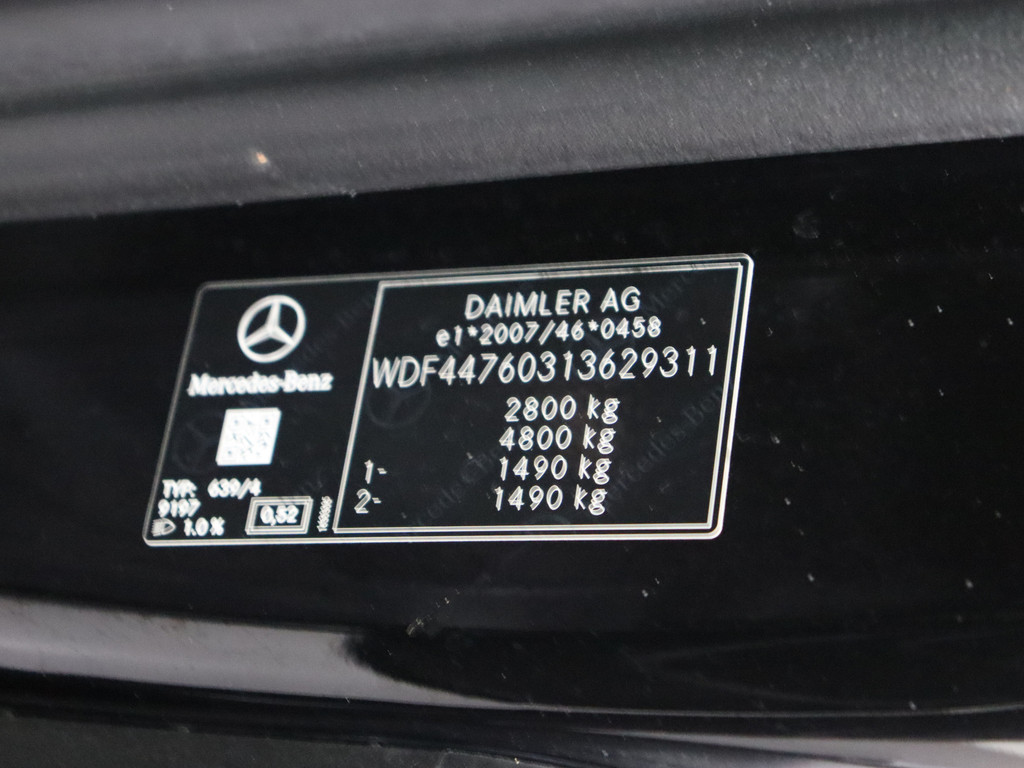 Mercedes-Benz
TYP: 639/4
9197
1.0 %
0,52
DAIMLER AG
e1*2007/46*0458
WDF44760313629311
2800 kg
4800 kg
1- 1490 kg
2- 1490 kg